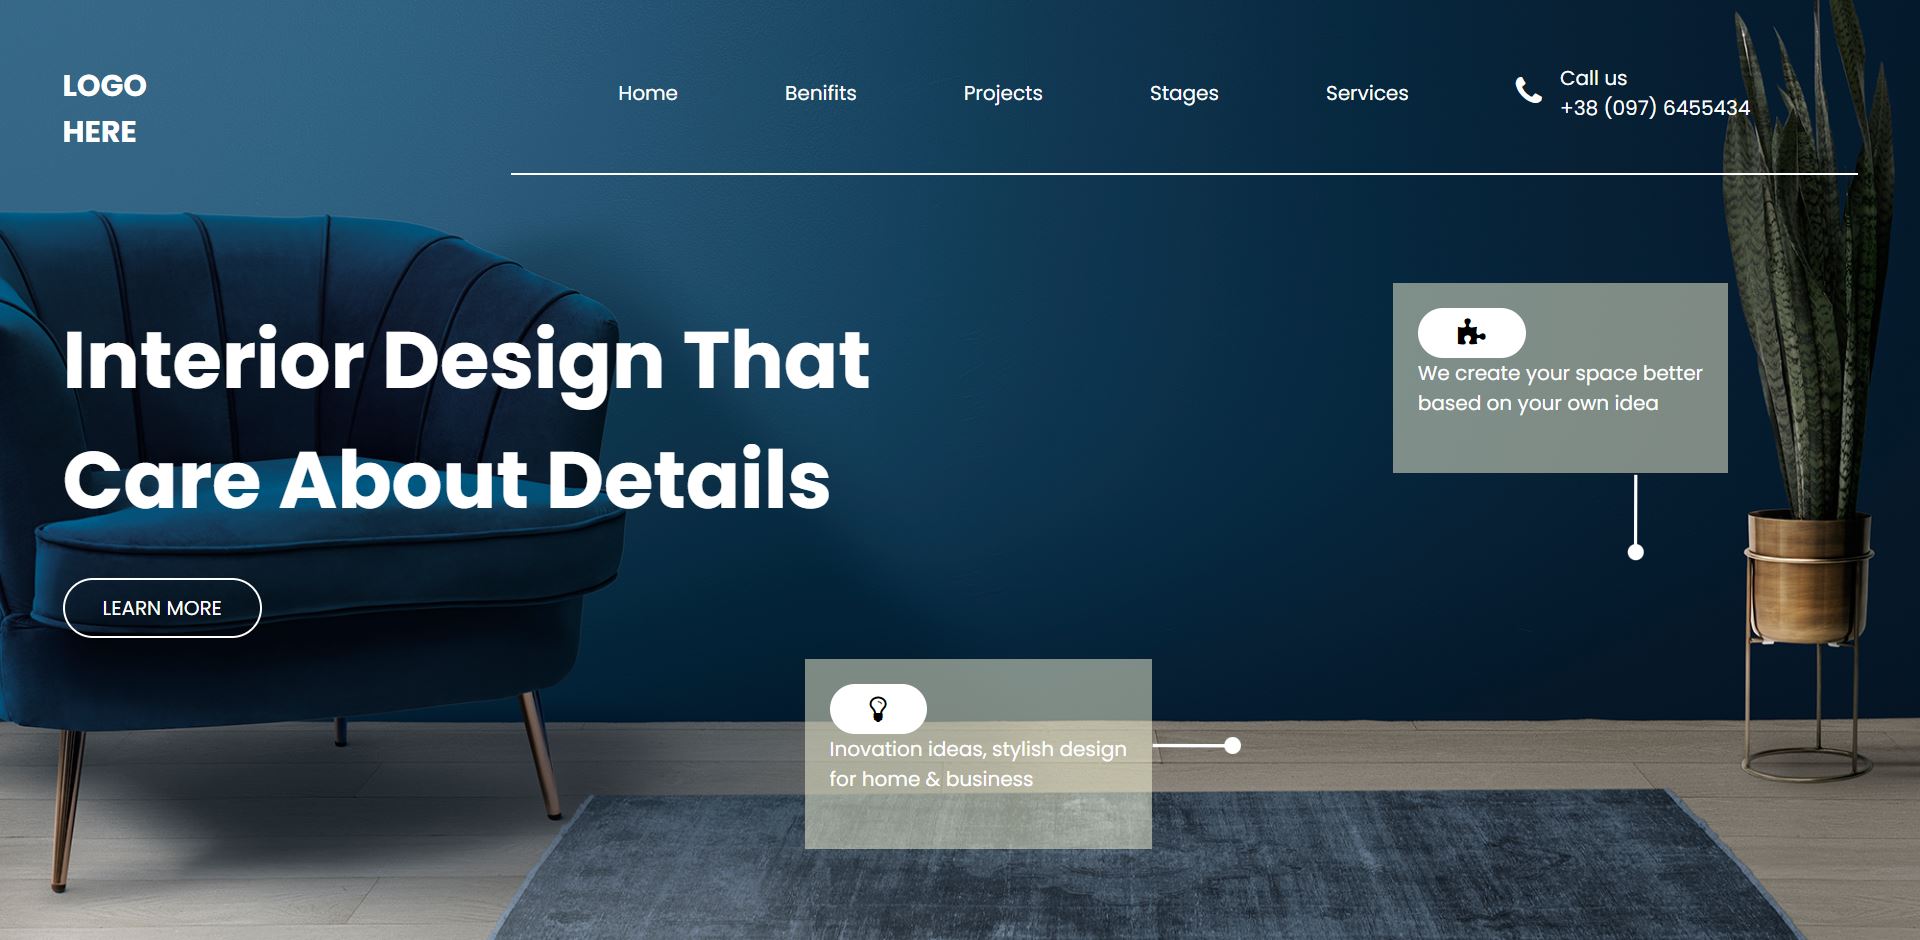 LOGO
HERE
Home
Benifits
Projects
Stages
Services
Call us
+38 (097) 6455434
Interior Design That
Care About Details
LEARN MORE
We create your space better
based on your own idea
Inovation ideas, stylish design
for home & business